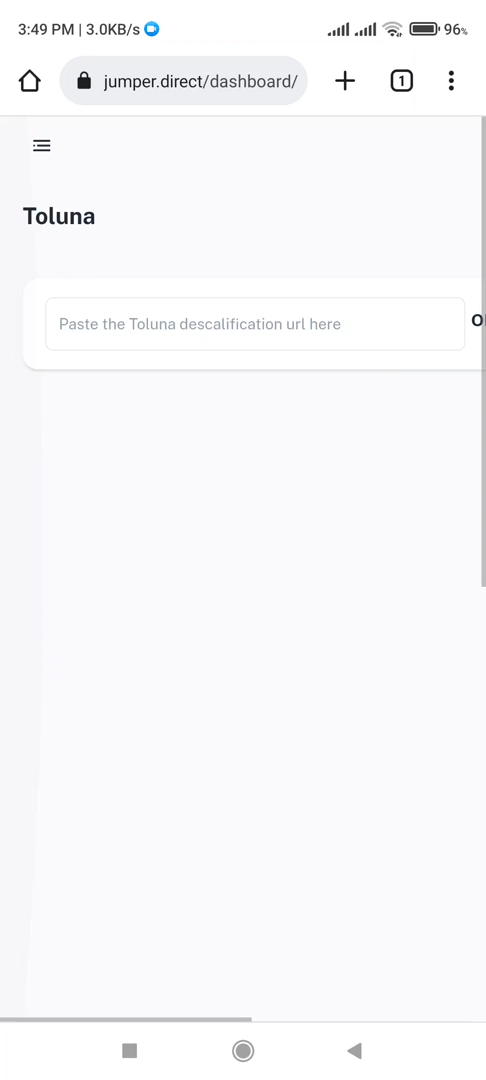 3:49 PM | 3.0KB/s 96%
jumper.direct/dashboard/ 1
Toluna
Paste the Toluna descalification url here